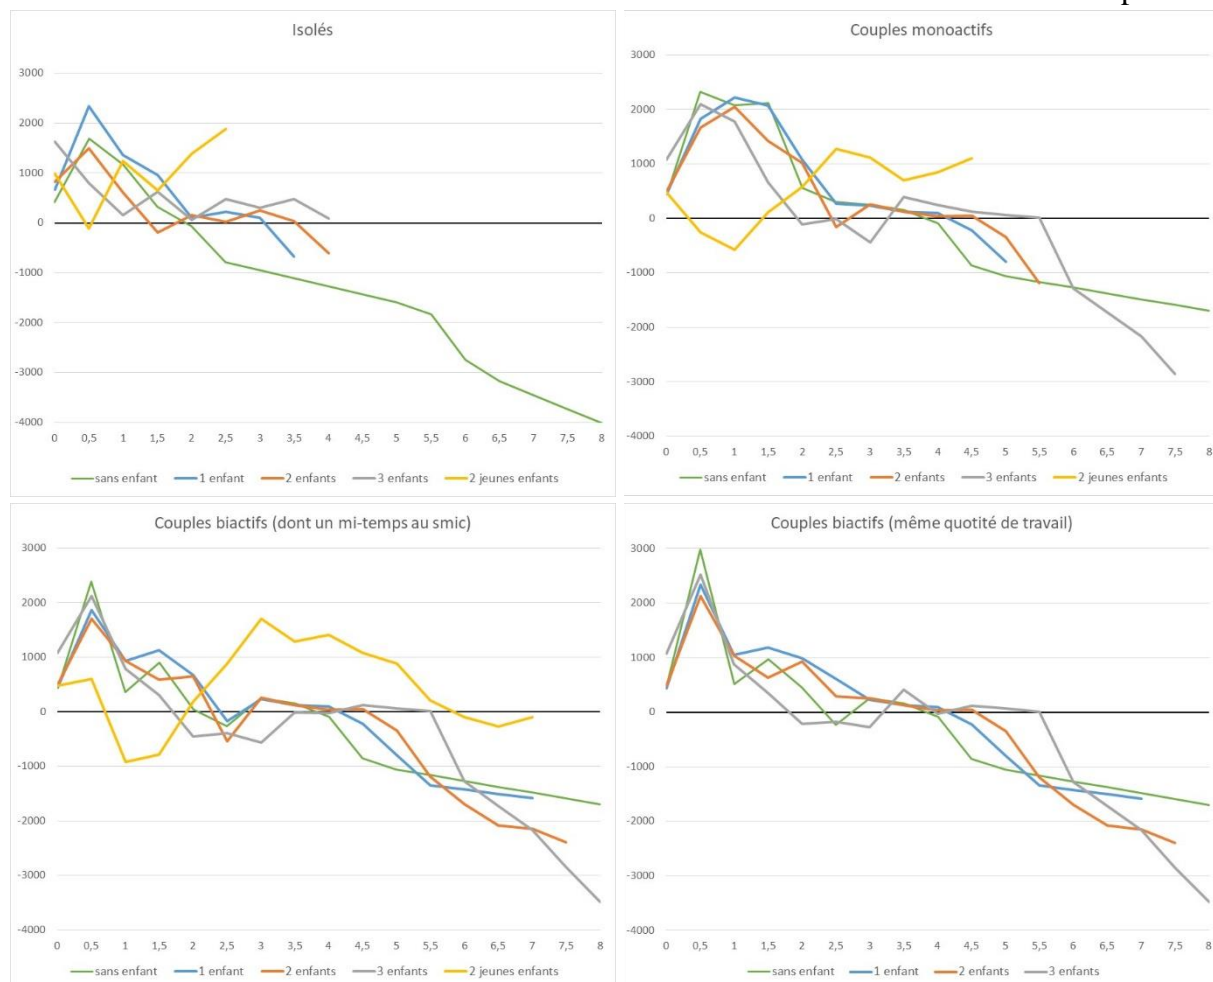 Isolés
3000
2000
1000
0
-1000
-2000
-3000
-4000
0 0,5 1 1,5 2 2,5 3 3,5 4 4,5 5 5,5 6 6,5 7 7,5 8
sans enfant 1 enfant 2 enfants 3 enfants 2 jeunes enfants
Couples monoactifs
3000
2000
1000
0
-1000
-2000
-3000
-4000
0 0,5 1 1,5 2 2,5 3 3,5 4 4,5 5 5,5 6 6,5 7 7,5 8
sans enfant 1 enfant 2 enfants 3 enfants 2 jeunes enfants
Couples biactifs (dont un mi-temps au smic)
3000
2000
1000
0
-1000
-2000
-3000
-4000
0 0,5 1 1,5 2 2,5 3 3,5 4 4,5 5 5,5 6 6,5 7 7,5 8
sans enfant 1 enfant 2 enfants 3 enfants 2 jeunes enfants
Couples biactifs (même quotité de travail)
3000
2000
1000
0
-1000
-2000
-3000
-4000
0 0,5 1 1,5 2 2,5 3 3,5 4 4,5 5 5,5 6 6,5 7 7,5 8
sans enfant 1 enfant 2 enfants 3 enfants